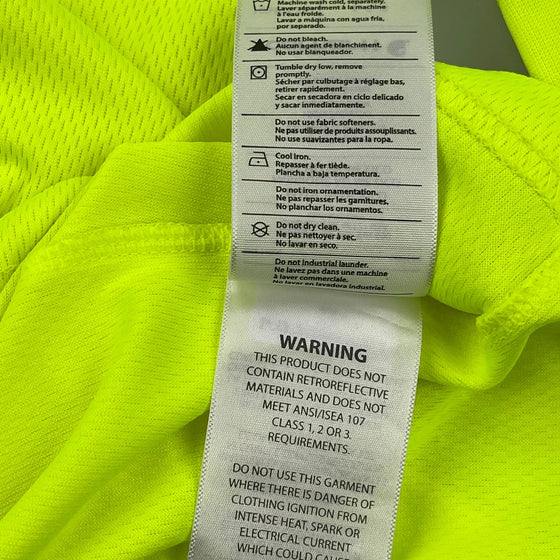 Machine wash cold, separately.
Laver séparément à la machine
à l'eau froide.
Lavar a máquina con agua fría,
por separado.
Do not bleach.
Aucun agent de blanchiment.
No usar blanqueador.
Tumble dry low, remove
promptly.
Sécher par culbutage à réglage bas,
retirer rapidement.
Secar en secadora en ciclo delicado
y sacar inmediatamente.
Do not use fabric softeners.
Ne pas utiliser de produits assouplissants.
No use suavizantes para la ropa.
Cool iron.
Repasser à fer tiède.
Plancha a baja temperatura.
Do not iron ornamentation.
Ne pas repasser les garnitures.
No planchar los ornamentos.
Do not dry clean.
Ne pas nettoyer à sec.
No lavar en seco.
Do not industrial launder.
Ne lavez pas dans une machine
à laver commerciale.
No lavar en lavadora industrial.
WARNING
THIS PRODUCT DOES NOT
CONTAIN RETROREFLECTIVE
MATERIALS AND DOES NOT
MEET ANSI/ISEA 107
CLASS 1, 2 OR 3.
REQUIREMENTS.
DO NOT USE THIS GARMENT
WHERE THERE IS DANGER OF
CLOTHING IGNITION FROM
INTENSE HEAT, SPARK OR
ELECTRICAL CURRENT
WHICH COULD CAUSE